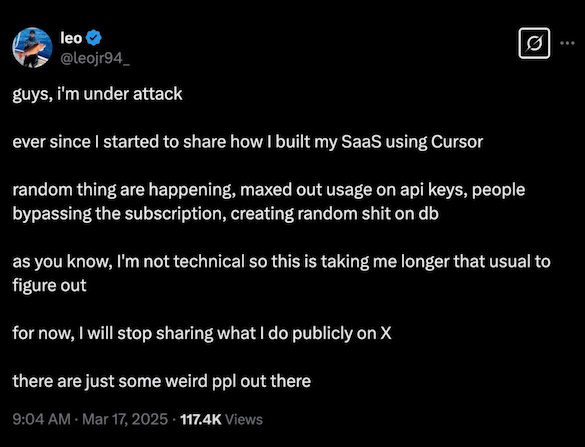 leo
@leojr94_
guys, i'm under attack
ever since I started to share how I built my SaaS using Cursor
random thing are happening, maxed out usage on api keys, people
bypassing the subscription, creating random shit on db
as you know, I'm not technical so this is taking me longer that usual to
figure out
for now, I will stop sharing what I do publicly on X
there are just some weird ppl out there
9:04 AM · Mar 17, 2025 · 117.4K Views